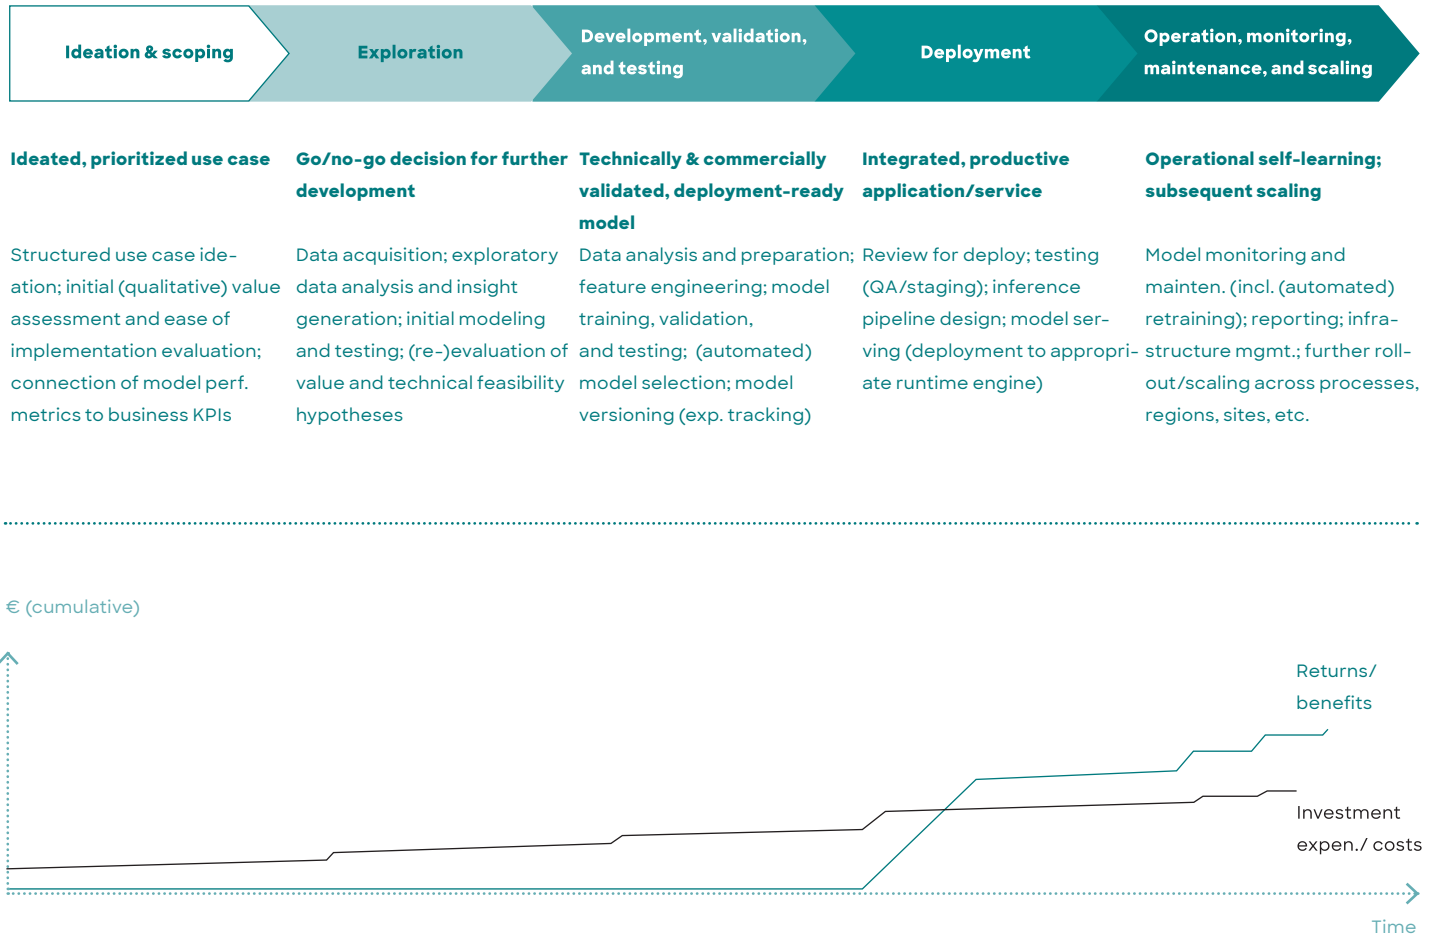 Ideation & scoping
Exploration
Development, validation,
and testing
Deployment
Operation, monitoring,
maintenance, and scaling
Ideated, prioritized use case
Structured use case ide-
ation; initial (qualitative) value
assessment and ease of
implementation evaluation;
connection of model perf.
metrics to business KPIs
Go/no-go decision for further
development
Data acquisition; exploratory
data analysis and insight
generation; initial modeling
and testing; (re-)evaluation of
value and technical feasibility
hypotheses
Technically & commercially
validated, deployment-ready
model
Data analysis and preparation;
feature engineering; model
training, validation,
and testing; (automated)
model selection; model
versioning (exp. tracking)
Integrated, productive
application/service
Review for deploy; testing
(QA/staging); inference
pipeline design; model ser-
ving (deployment to appropri-
ate runtime engine)
Operational self-learning;
subsequent scaling
Model monitoring and
mainten. (incl. (automated)
retraining); reporting; infra-
structure mgmt.; further roll-
out/scaling across processes,
regions, sites, etc.
€ (cumulative)
Returns/
benefits
Investment
expen./ costs
Time